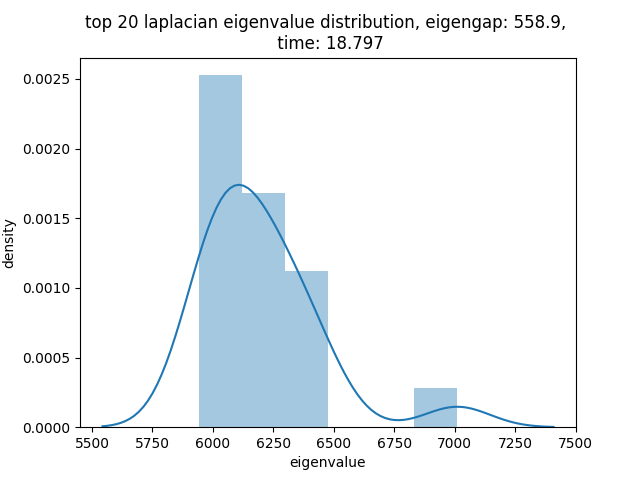 top 20 laplacian eigenvalue distribution, eigengap: 558.9,
time: 18.797
0.0025
0.0020
0.0015
0.0010
0.0005
0.0000
density
5500 5750 6000 6250 6500 6750 7000 7250 7500
eigenvalue